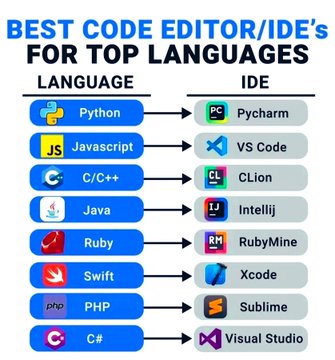 BEST CODE EDITOR/IDE's
FOR TOP LANGUAGES
LANGUAGE IDE
Python PC Pycharm
JS Javascript VS Code
C/C++ CL CLion
Java Java IJ Intellij
Ruby RM RubyMine
Swift Xcode
php PHP S Sublime
C# C# Visual Studio